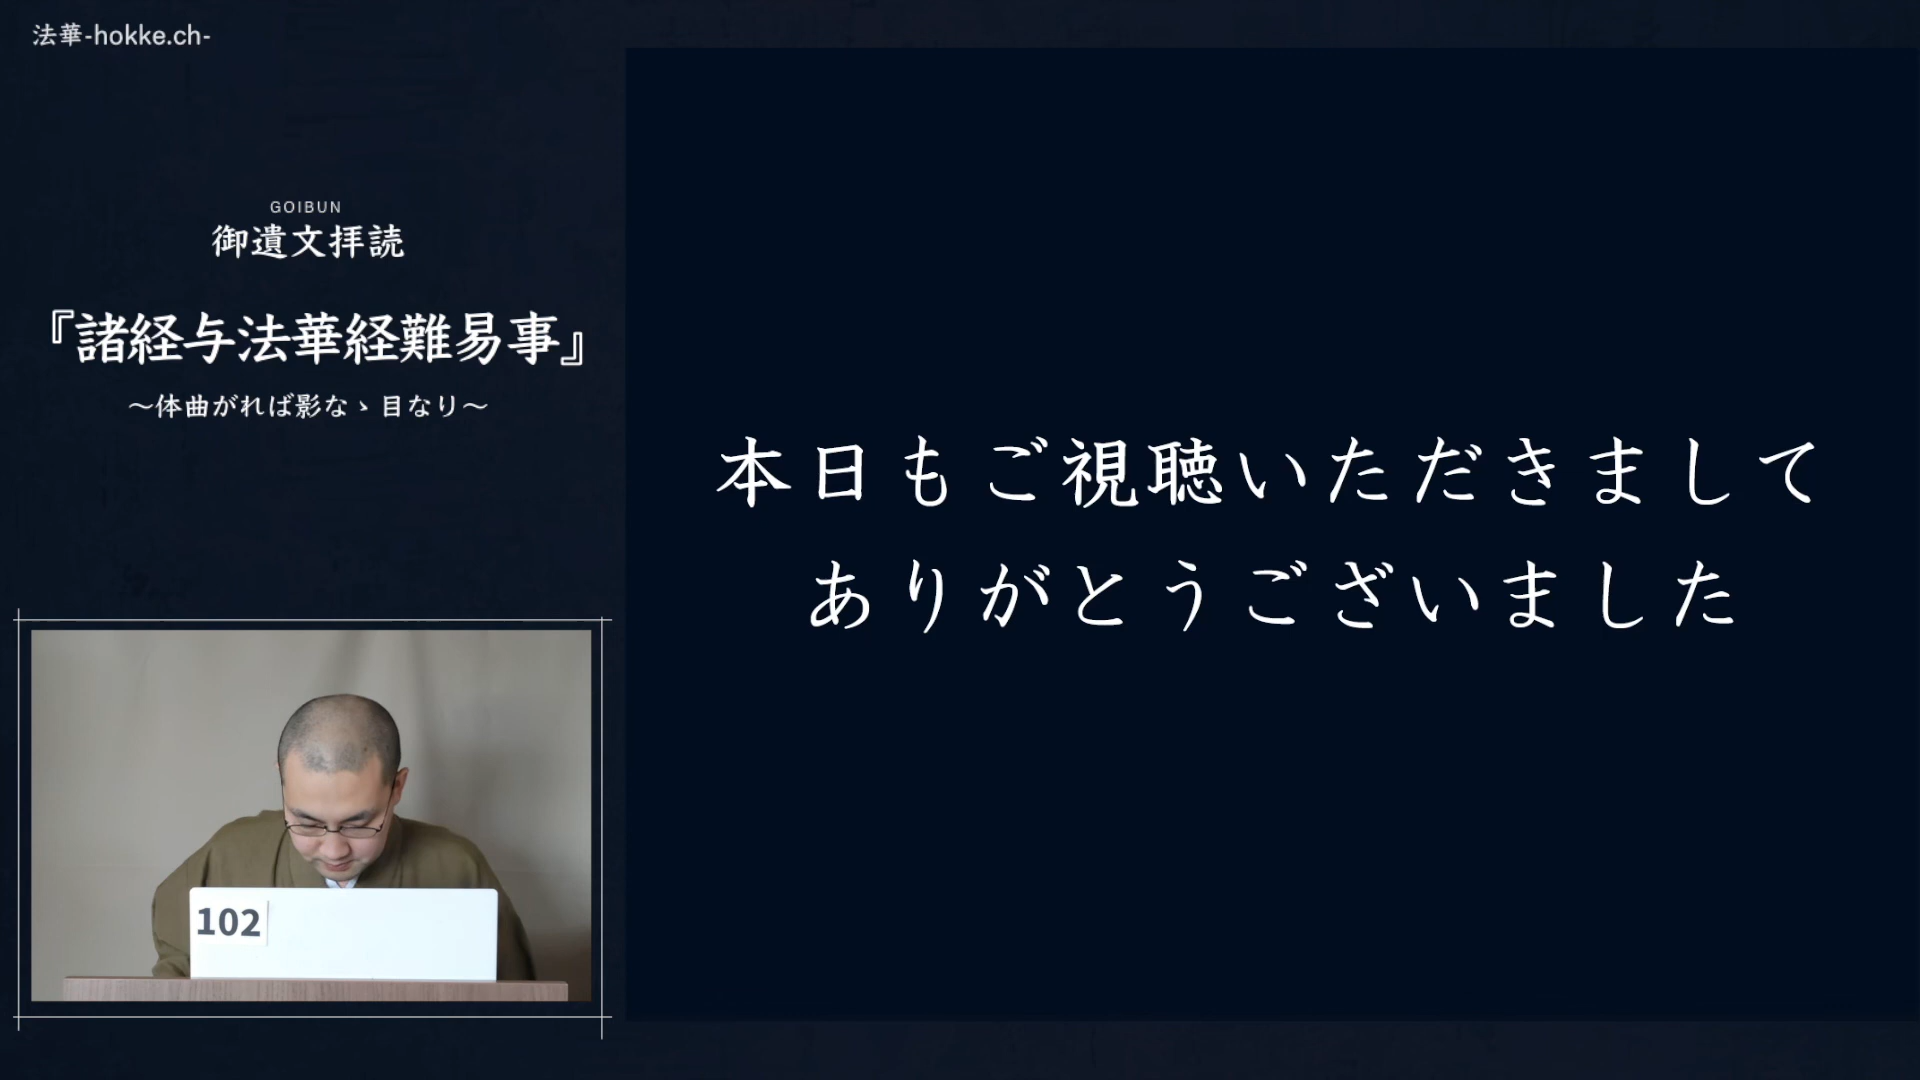 法華-hokke.ch-
GOIBUN
御遺文拝読
『諸経与法華経難易事』
～体曲がれば影なゝ目なり～
本日もご視聴いただきまして
ありがとうございました
102